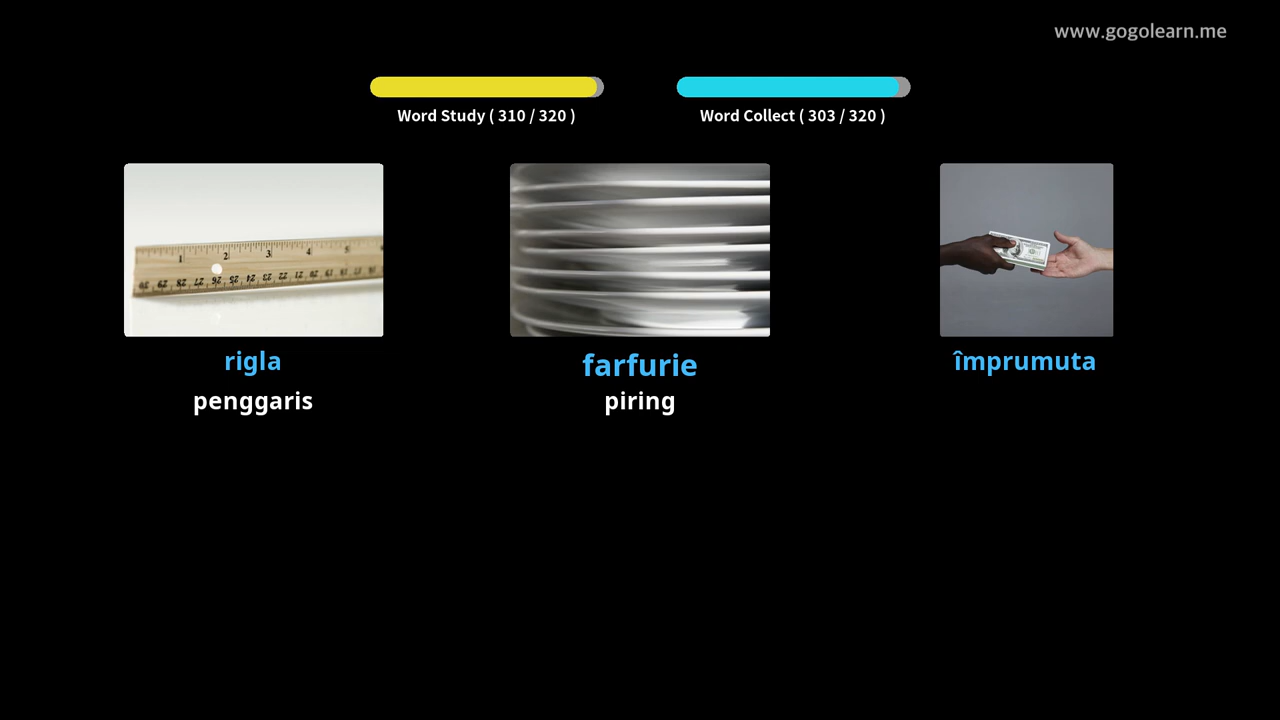 www.gogolearn.me
Word Study ( 310 / 320 )
Word Collect ( 303 / 320 )
rigla
penggaris
farfurie
piring
împrumuta